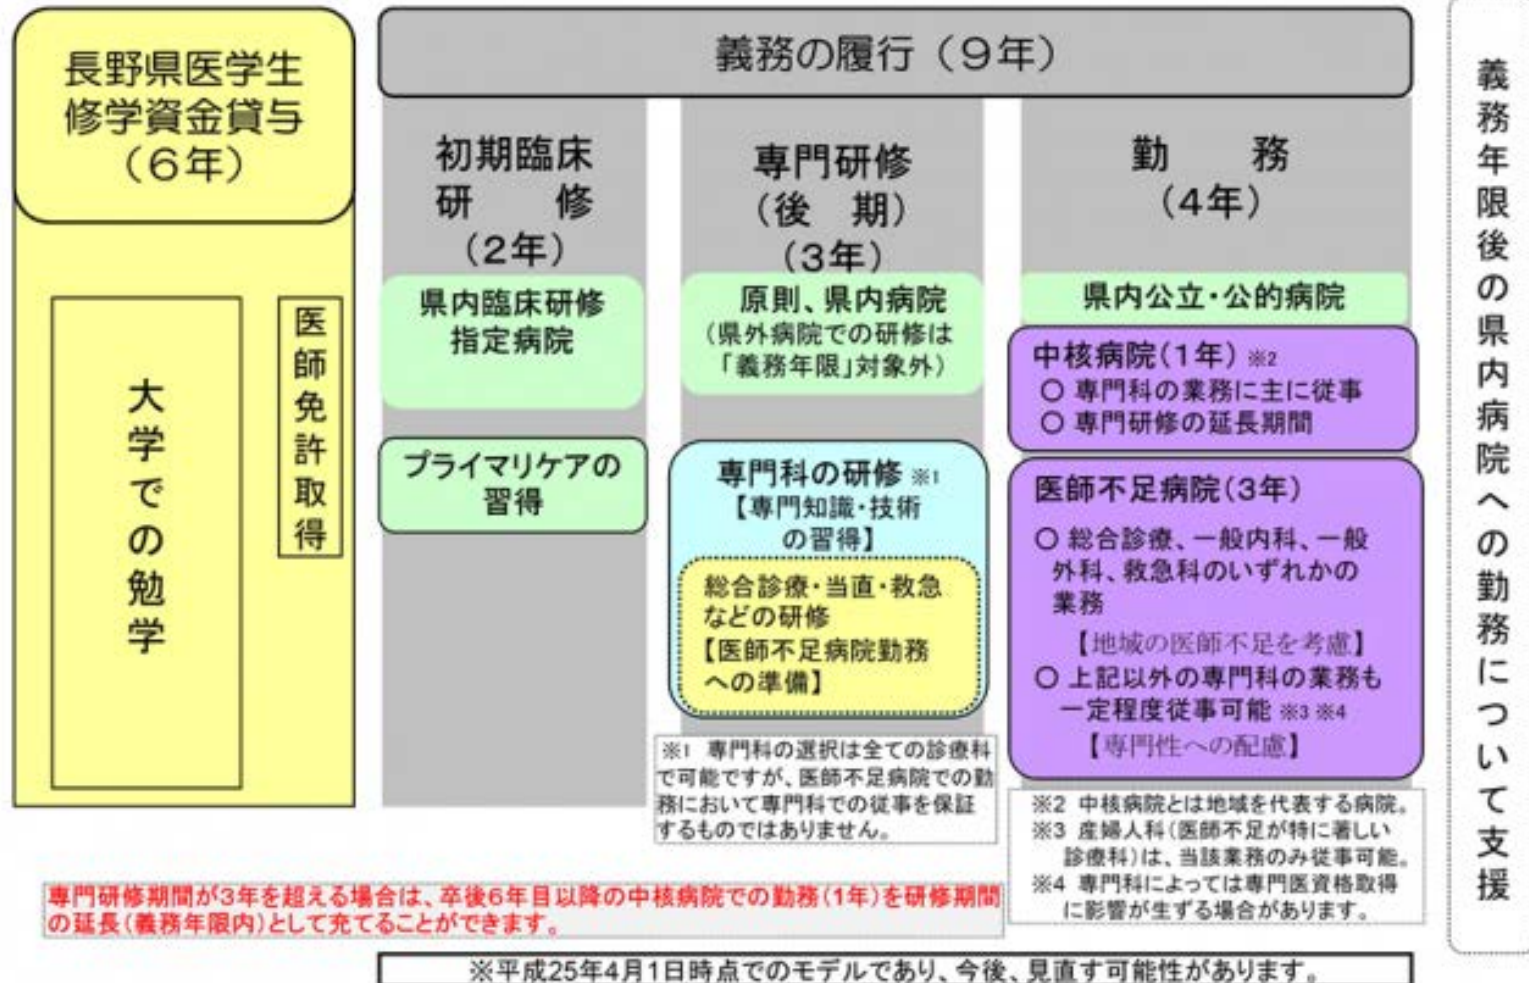 長野県医学生
修学資金貸与
（6年）
大学での勉学
医師免許取得
義務の履行（9年）
初期臨床
研　修
（2年）
県内臨床研修
指定病院
プライマリケアの
習得
専門研修
（後　期）
（3年）
原則、県内病院
（県外病院での研修は
「義務年限」対象外）
専門科の研修 ※1
【専門知識・技術
の習得】
総合診療・当直・救急
などの研修
【医師不足病院勤務
への準備】
※1　専門科の選択は全ての診療科
で可能ですが、医師不足病院での勤
務において専門科での従事を保証
するものではありません。
勤　務
（4年）
県内公立・公的病院
中核病院（1年） ※2
○ 専門科の業務に主に従事
○ 専門研修の延長期間
医師不足病院（3年）
○ 総合診療、一般内科、一般
外科、救急科のいずれかの
業務
【地域の医師不足を考慮】
○ 上記以外の専門科の業務も
一定程度従事可能 ※3 ※4
【専門性への配慮】
※2 中核病院とは地域を代表する病院。
※3 産婦人科（医師不足が特に著しい
診療科）は、当該業務のみ従事可能。
※4 専門科によっては専門医資格取得
に影響が生ずる場合があります。
義務年限後の県内病院への勤務について支援
専門研修期間が3年を超える場合は、卒後6年目以降の中核病院での勤務（1年）を研修期間
の延長（義務年限内）として充てることができます。
※平成25年4月1日時点でのモデルであり、今後、見直す可能性があります。